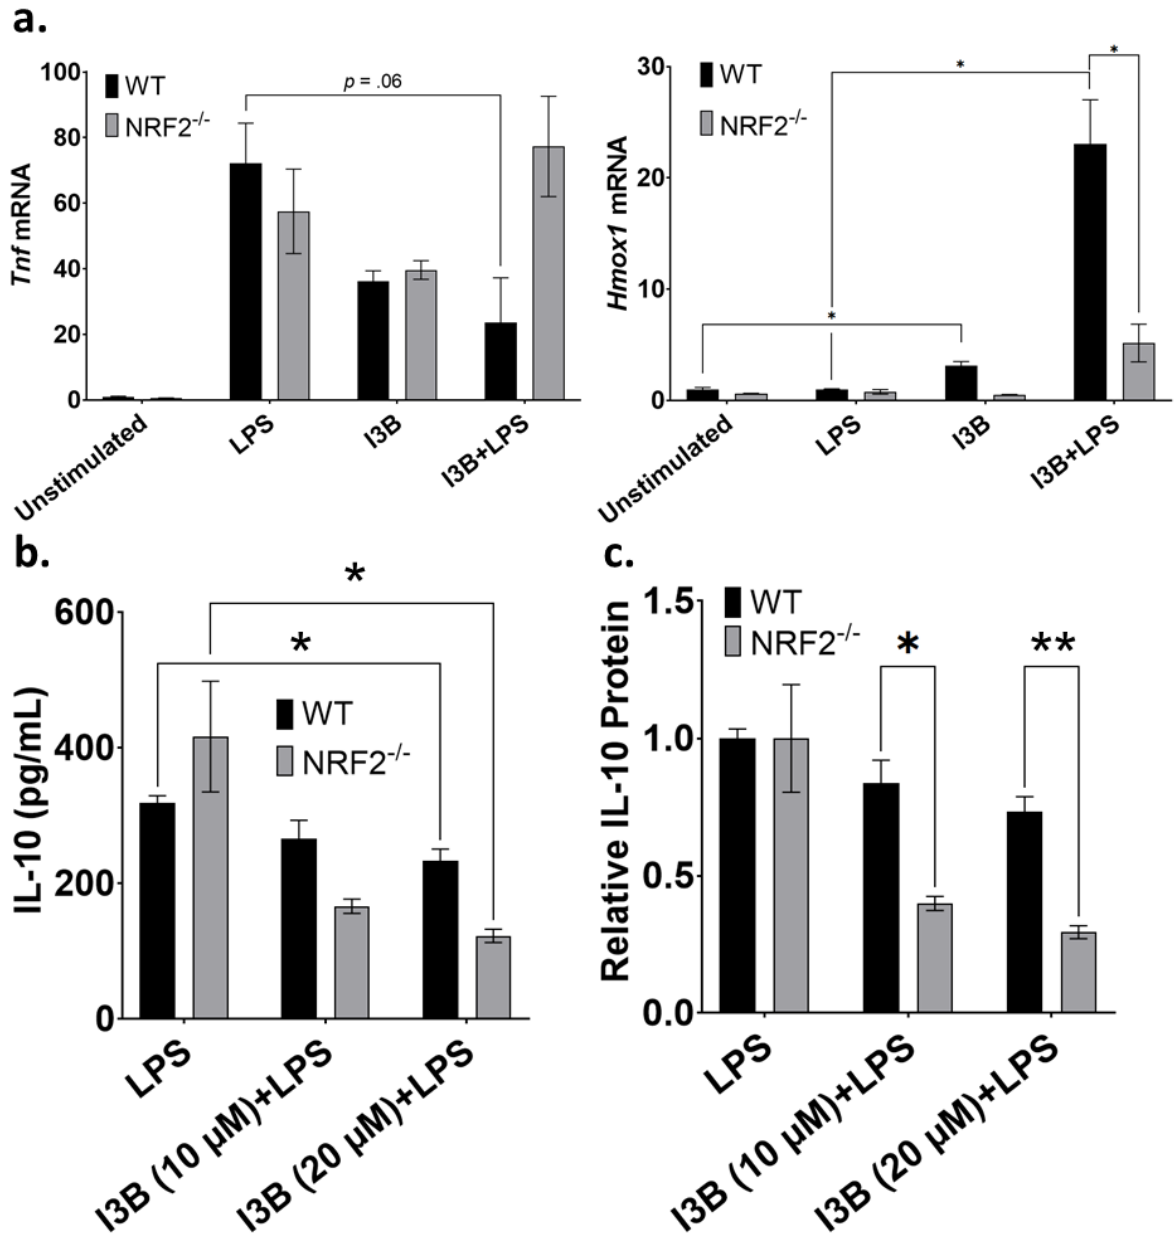 a.
100
80
60
40
20
0
Tnf mRNA
WT
NRF2-/-
p = .06
Unstimulated
LPS
I3B
I3B+LPS
30
20
10
0
Hmox1 mRNA
WT
NRF2-/-
*
*
*
Unstimulated
LPS
I3B
I3B+LPS
b.
600
400
200
0
IL-10 (pg/mL)
*
*
WT
NRF2-/-
LPS
I3B (10 µM)+LPS
I3B (20 µM)+LPS
c.
1.5
1.0
0.5
0.0
Relative IL-10 Protein
WT
NRF2-/-
*
**
LPS
I3B (10 µM)+LPS
I3B (20 µM)+LPS